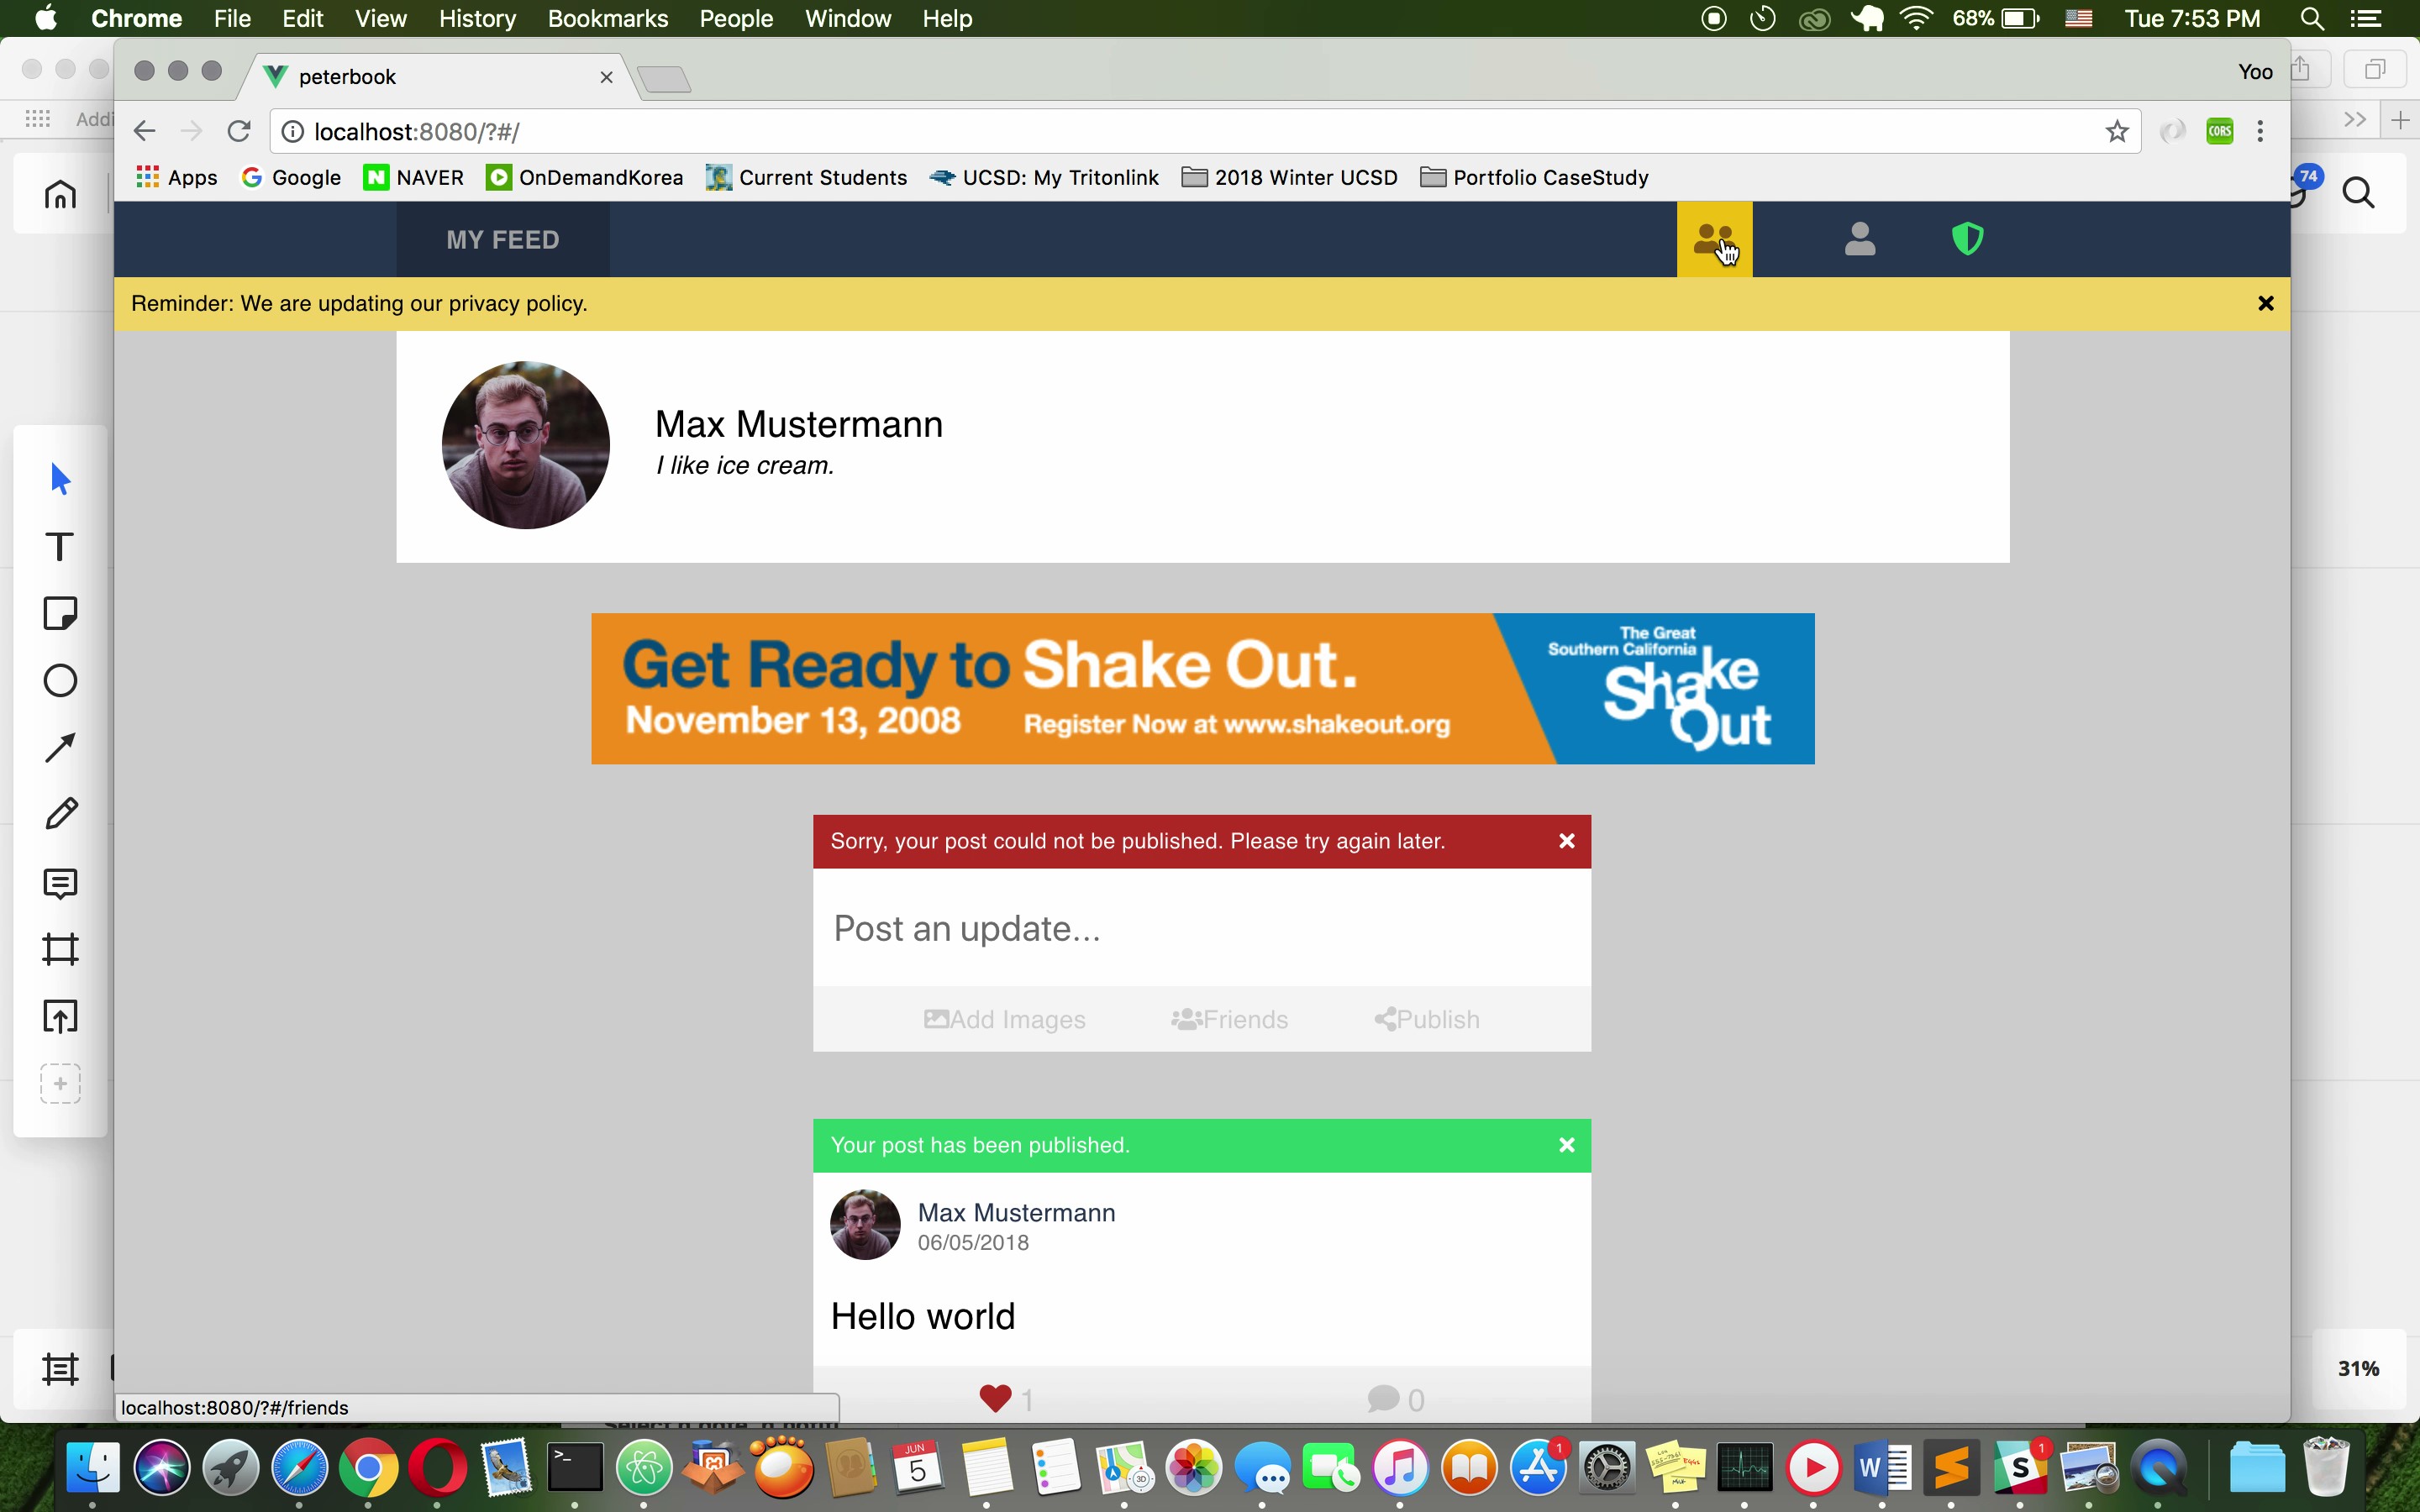 Chrome File Edit View History Bookmarks People Window Help
68% Tue 7:53 PM
peterbook
Yoo
Addi
localhost:8080/?#/
CORS
Apps Google NAVER OnDemandKorea Current Students UCSD: My Tritonlink 2018 Winter UCSD Portfolio CaseStudy
74
MY FEED
Reminder: We are updating our privacy policy.
Max Mustermann
I like ice cream.
Get Ready to Shake Out.
November 13, 2008 Register Now at www.shakeout.org
The Great
Southern California
Shake
Out
Sorry, your post could not be published. Please try again later.
Post an update...
Add Images Friends Publish
Your post has been published.
Max Mustermann
06/05/2018
Hello world
1 0
31%
localhost:8080/?#/friends
JUN
5
3D
1
1